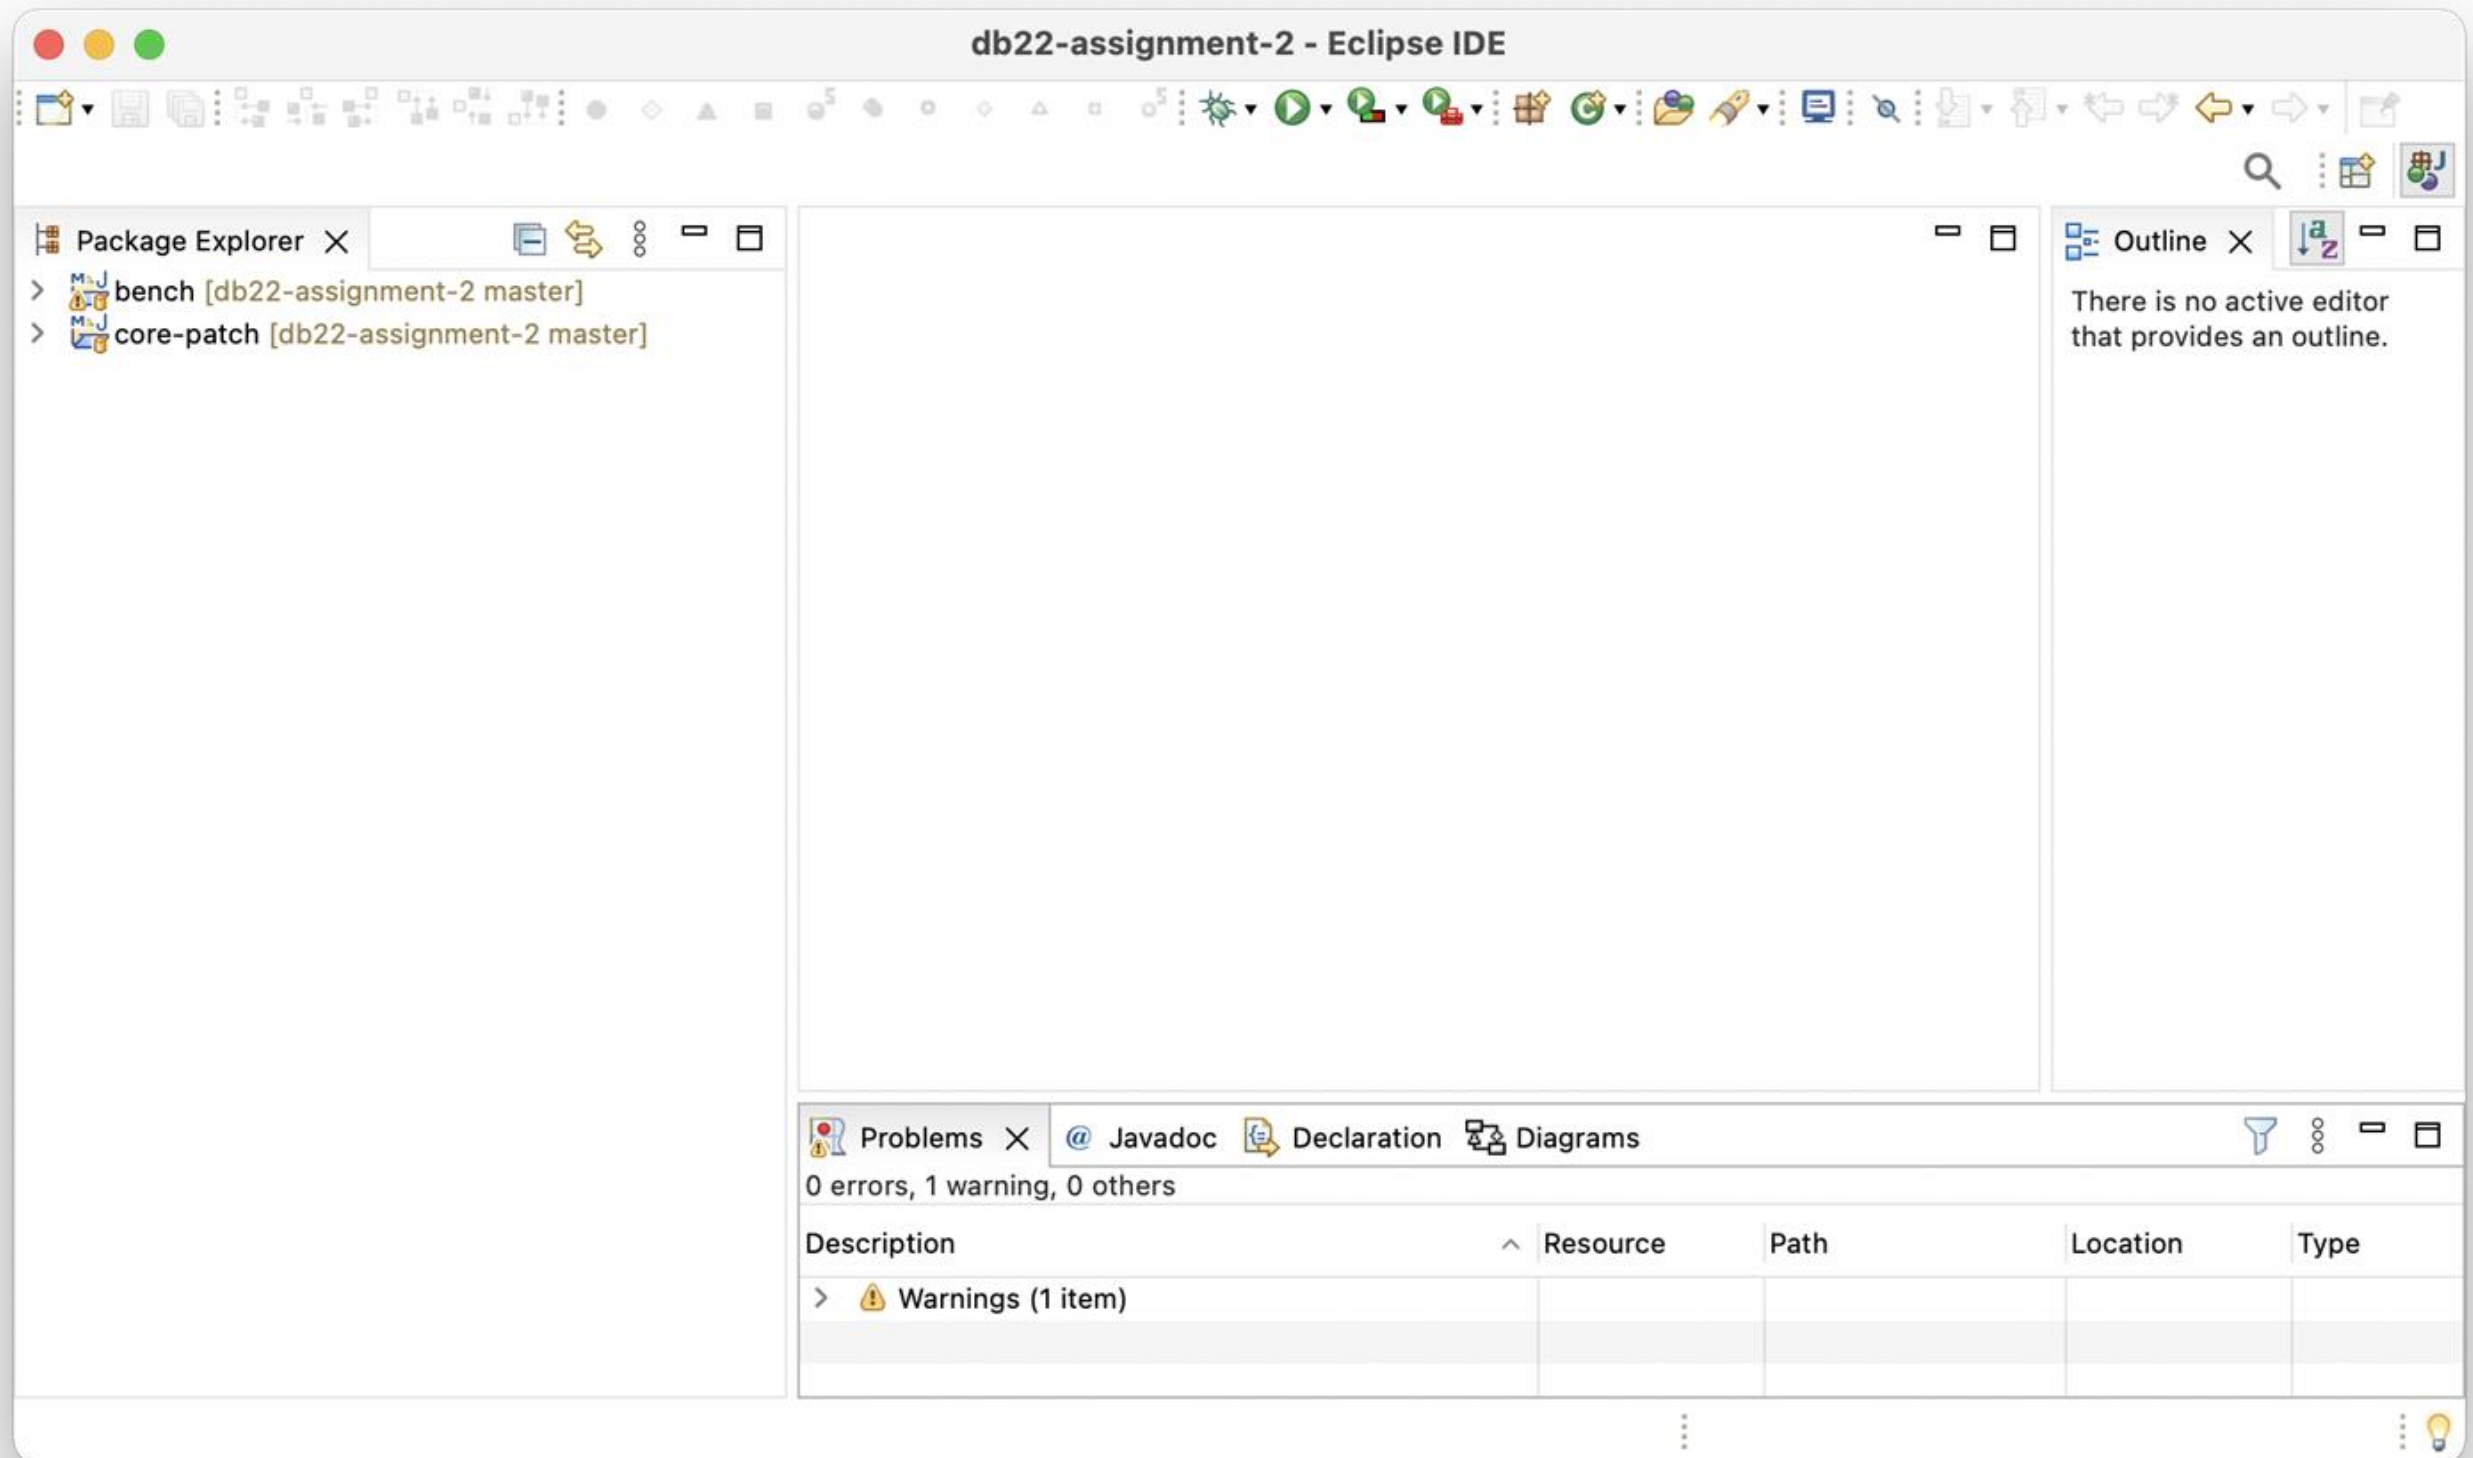 db22-assignment-2 - Eclipse IDE
Package Explorer
bench [db22-assignment-2 master]
core-patch [db22-assignment-2 master]
Outline
There is no active editor
that provides an outline.
Problems @ Javadoc Declaration Diagrams
0 errors, 1 warning, 0 others
Description Resource Path Location Type
Warnings (1 item)